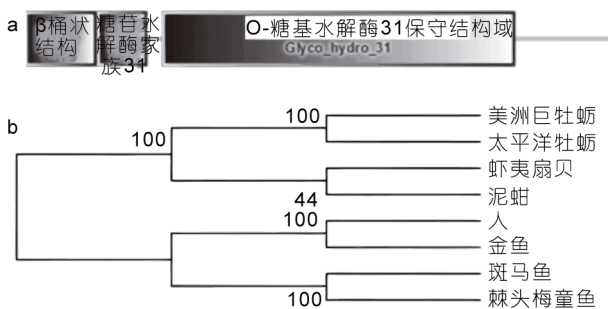 a
β桶状
结构
糖苷水
解酶家
族31
O-糖基水解酶31保守结构域
Glyco_hydro_31
b
100
100
美洲巨牡蛎
太平洋牡蛎
虾夷扇贝
44
泥蚶
100
人
金鱼
斑马鱼
100
棘头梅童鱼